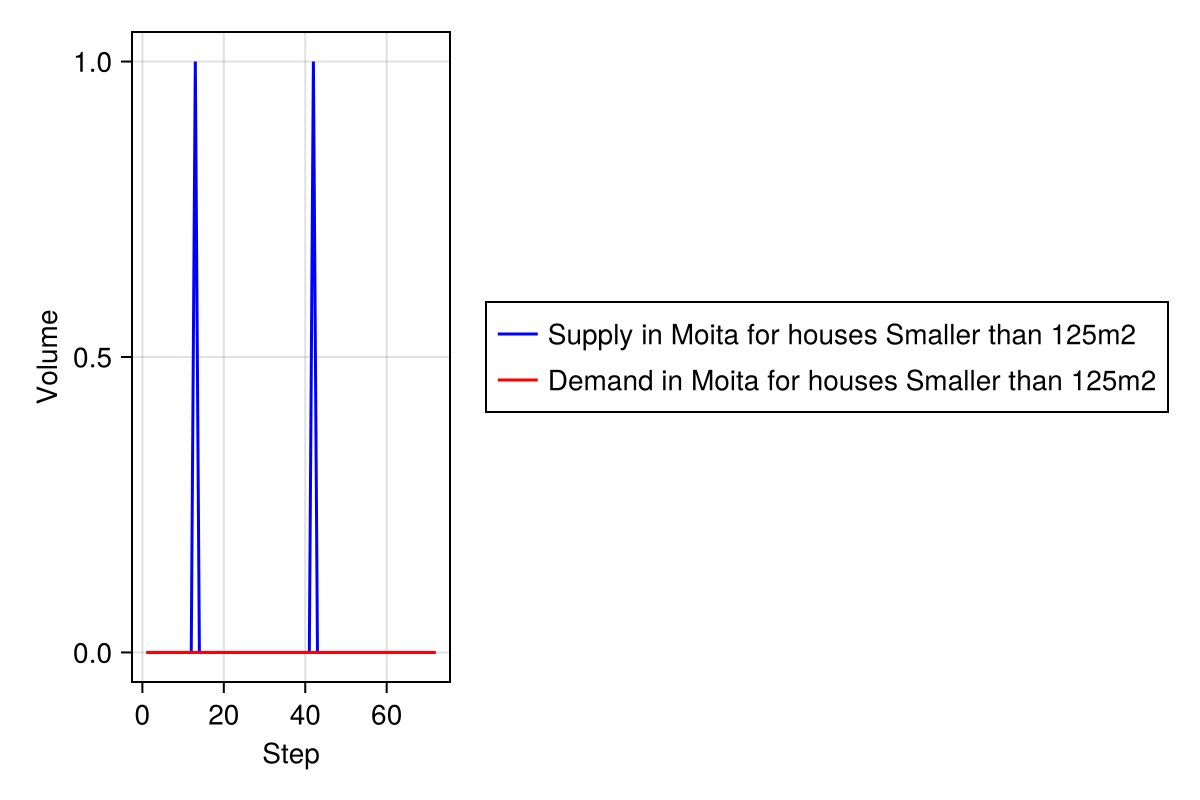 1.0
0.5
0.0
Volume
0 20 40 60
Step
Supply in Moita for houses Smaller than 125m2
Demand in Moita for houses Smaller than 125m2